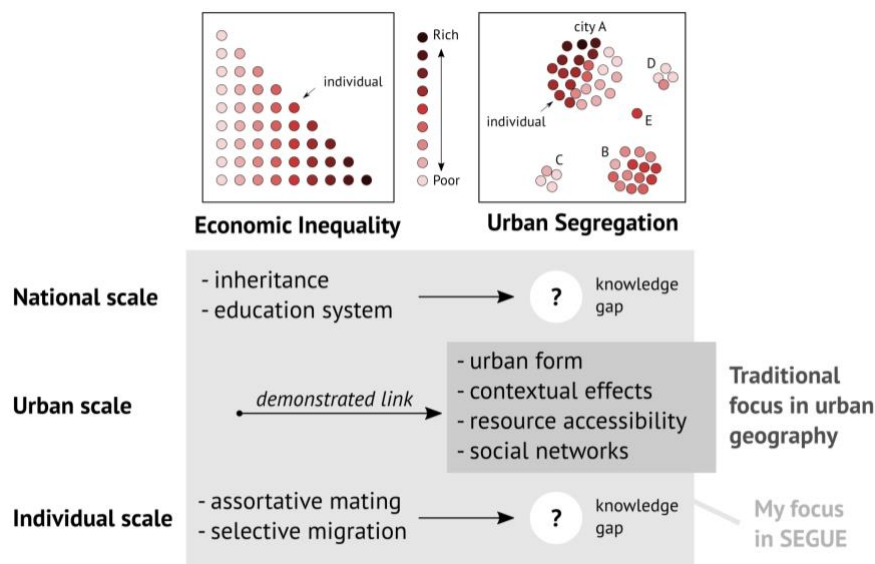 individual
Rich
Poor
city A
individual
D
E
B
C
Economic Inequality
Urban Segregation
National scale
- inheritance
- education system
?
knowledge
gap
Urban scale
demonstrated link
- urban form
- contextual effects
- resource accessibility
- social networks
Traditional
focus in urban
geography
Individual scale
- assortative mating
- selective migration
?
knowledge
gap
My focus
in SEGUE